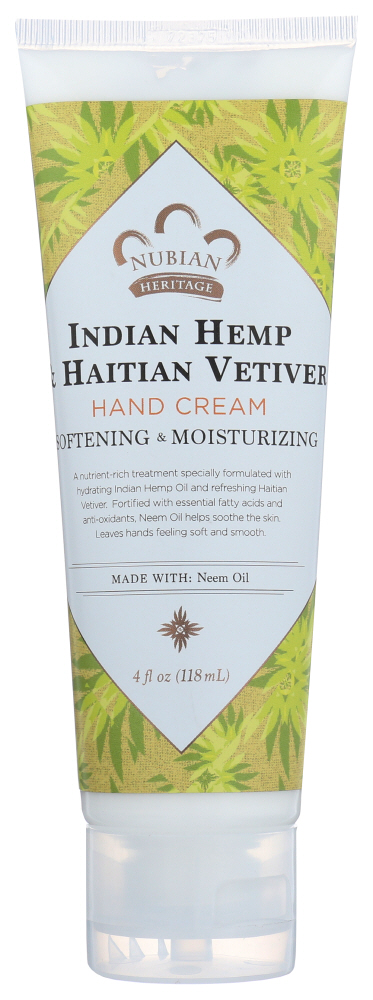 NUBIAN
HERITAGE
INDIAN HEMP
& HAITIAN VETIVER
HAND CREAM
SOFTENING & MOISTURIZING
A nutrient-rich treatment specially formulated with
hydrating Indian Hemp Oil and refreshing Haitian
Vetiver. Fortified with essential fatty acids and
anti-oxidants, Neem Oil helps soothe the skin.
Leaves hands feeling soft and smooth.
MADE WITH: Neem Oil
4 fl oz (118 mL)